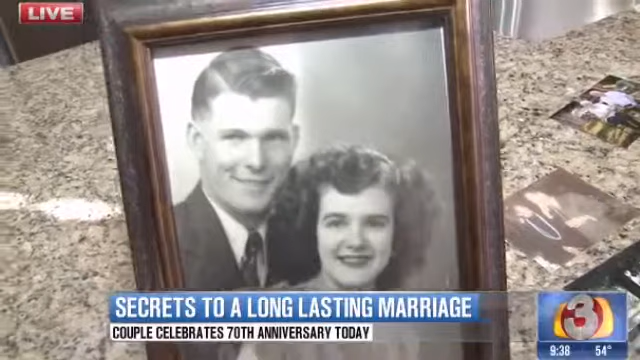 LIVE
SECRETS TO A LONG LASTING MARRIAGE
COUPLE CELEBRATES 70TH ANNIVERSARY TODAY
3
9:38 54°